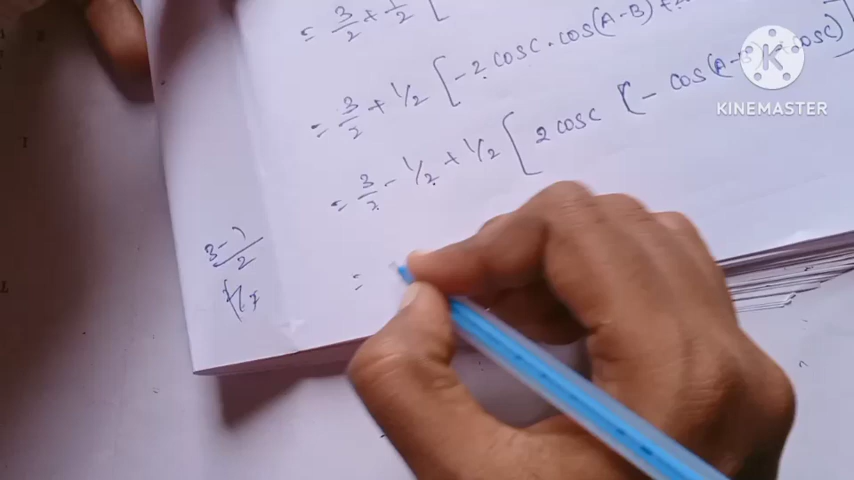 = 3/2 + 1/2 [
= 3/2 + 1/2 [ -2 cosC . cos(A-B) +
= 3/2 - 1/2 + 1/2 [ 2 cosC [ - cos(A-B) cosC) ]
3-1/2
=
K
KINEMASTER